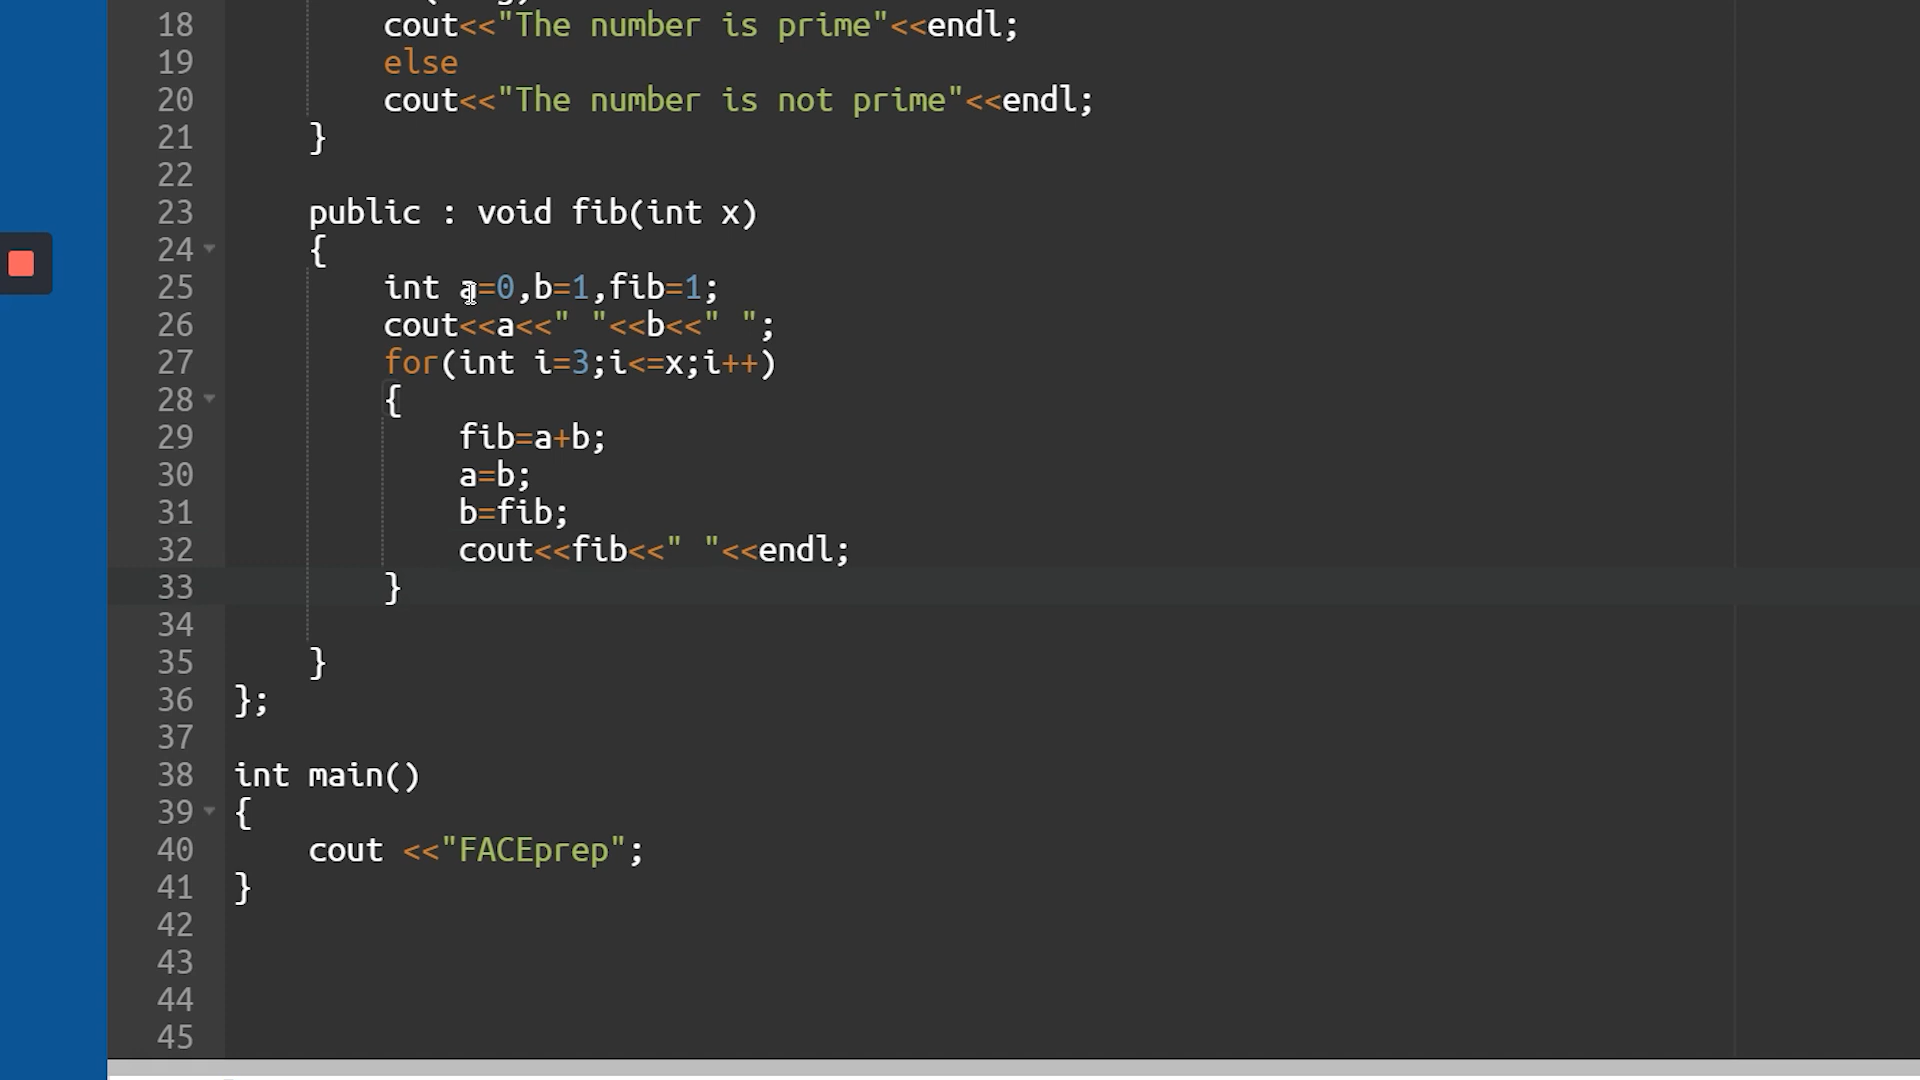 18 cout<<"The number is prime"<<endl;
19 else
20 cout<<"The number is not prime"<<endl;
21 }
22
23 public : void fib(int x)
24 {
25 int a=0,b=1,fib=1;
26 cout<<a<<" "<<b<<" ";
27 for(int i=3;i<=x;i++)
28 {
29 fib=a+b;
30 a=b;
31 b=fib;
32 cout<<fib<<" "<<endl;
33 }
34
35 }
36 };
37
38 int main()
39 {
40 cout <<"FACEprep";
41 }
42
43
44
45